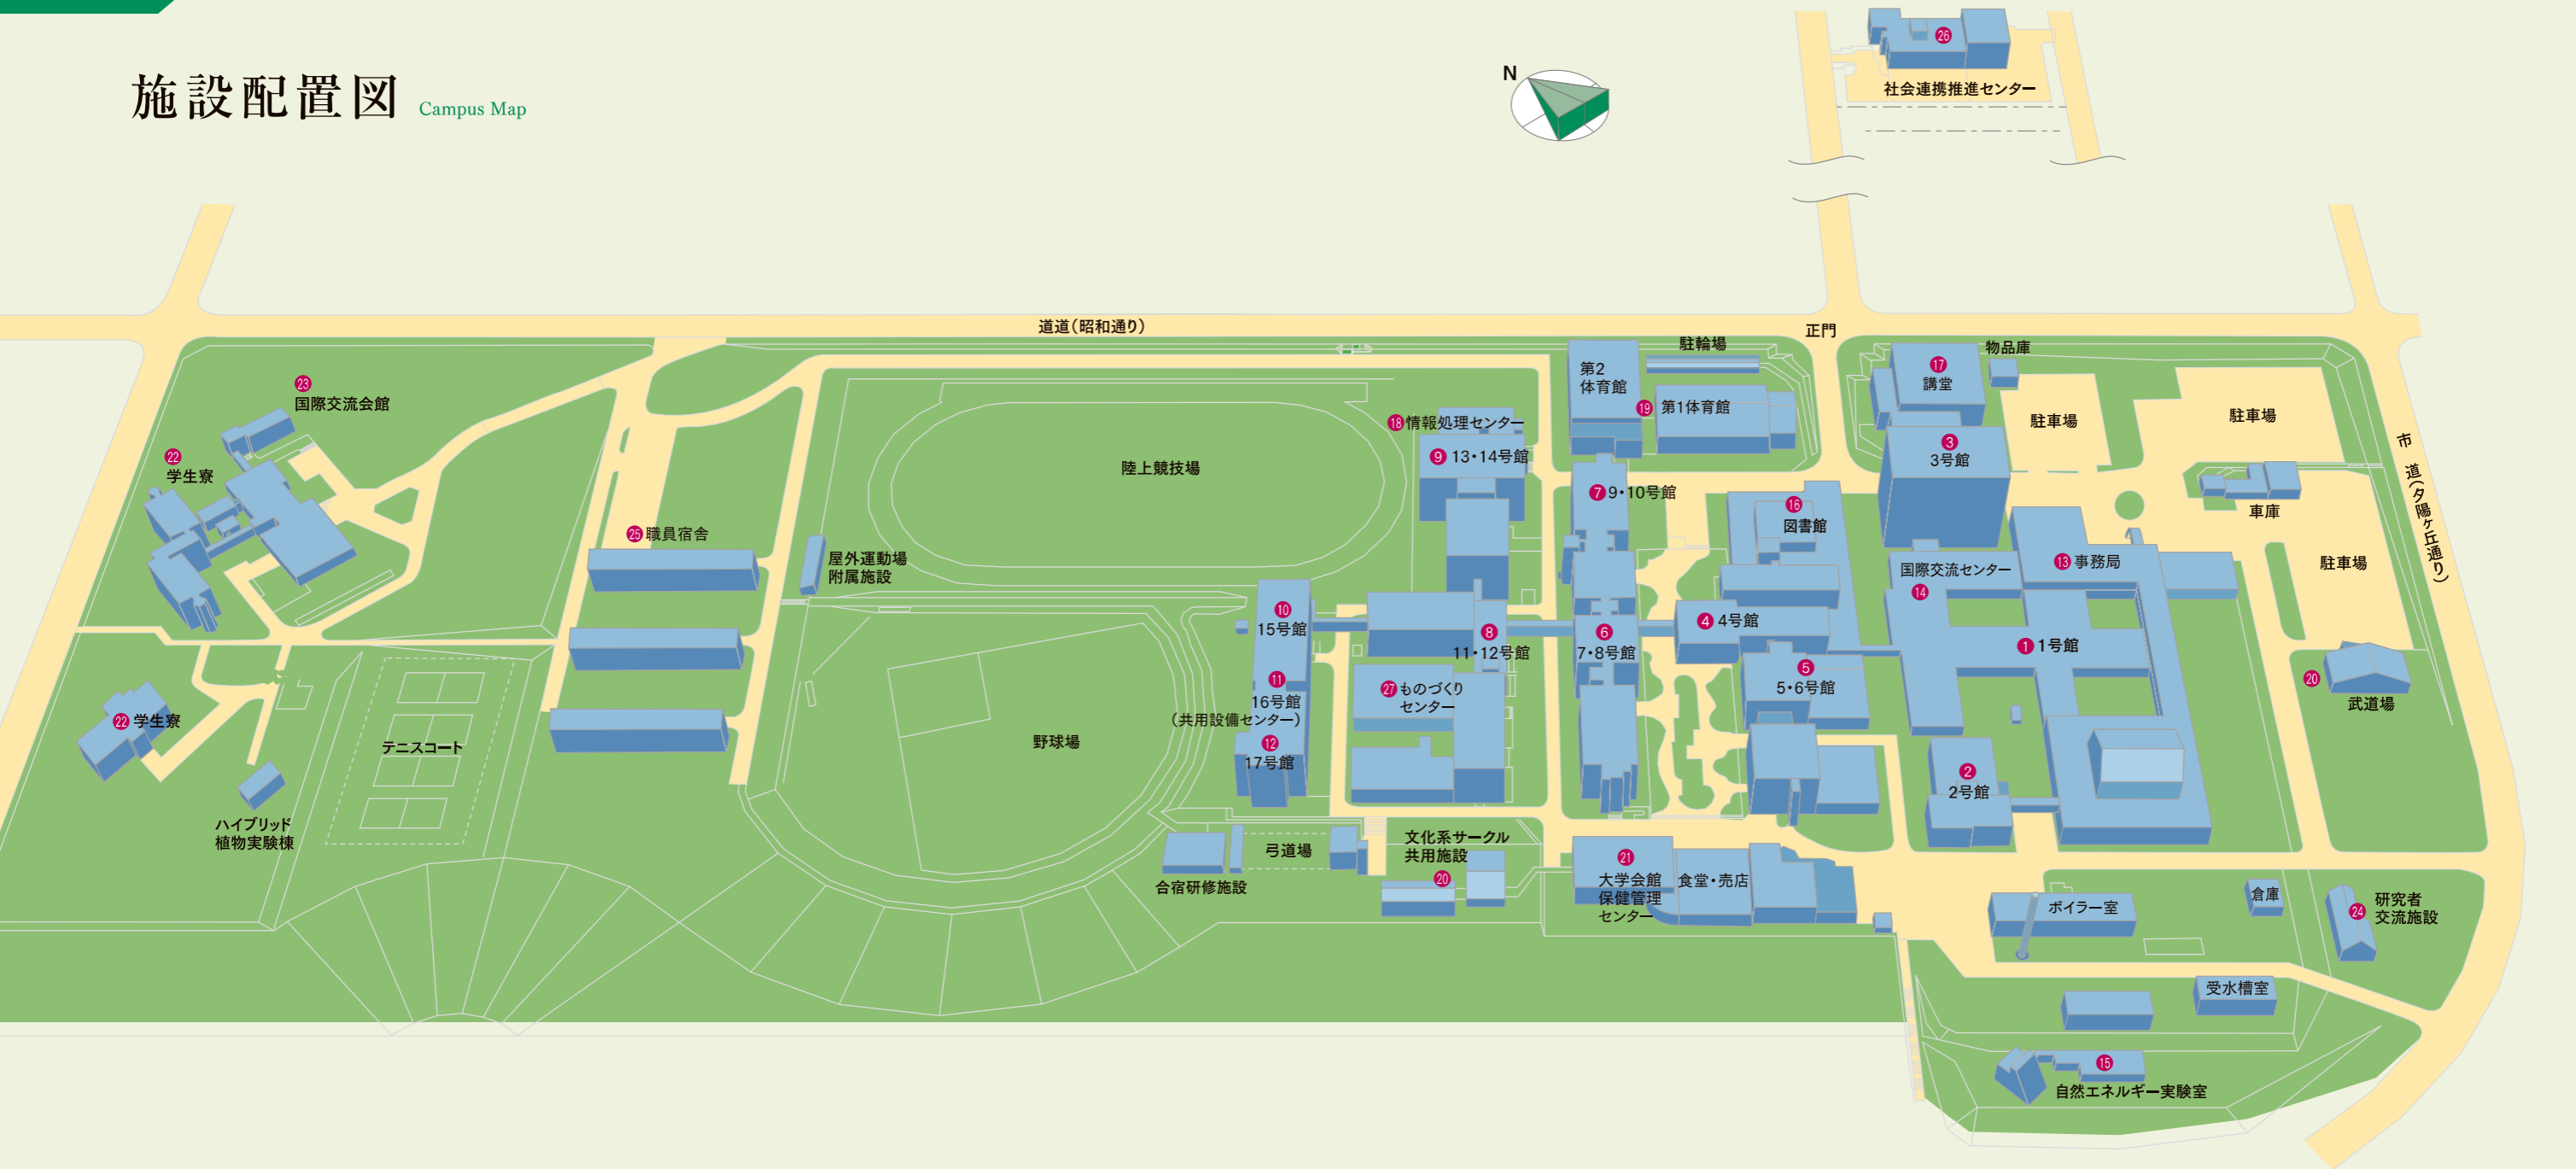 施設配置図 Campus Map
N
㉖
社会連携推進センター
道道（昭和通り）
正門
市道（夕陽ヶ丘通り）
㉓
国際交流会館
㉒
学生寮
㉕職員宿舎
屋外運動場
附属施設
陸上競技場
⑱情報処理センター
⑨ 13・14号館
第2
体育館
駐輪場
⑲ 第1体育館
⑰
講堂
物品庫
駐車場
駐車場
③
3号館
⑦9・10号館
⑯
図書館
車庫
駐車場
国際交流センター
⑭
⑬事務局
⑩
15号館
⑪
16号館
（共用設備センター）
⑫
17号館
⑧
11・12号館
㉗ものづくり
センター
⑥
7・8号館
④ 4号館
⑤
5・6号館
①1号館
②
2号館
⑳
武道場
㉒学生寮
テニスコート
ハイブリッド
植物実験棟
野球場
合宿研修施設
弓道場
文化系サークル
共用施設
⑳
㉑
大学会館
保健管理
センター
食堂・売店
ボイラー室
倉庫
㉔
研究者
交流施設
受水槽室
⑮
自然エネルギー実験室